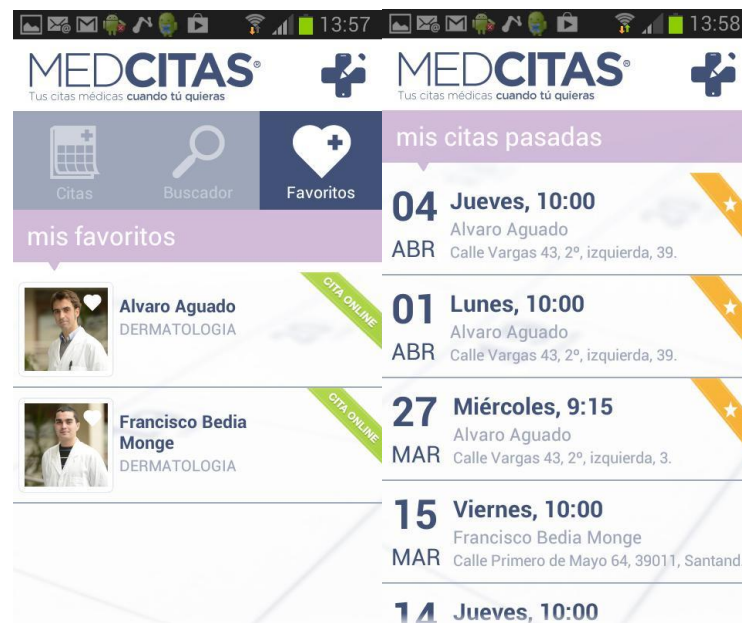 13:57
MEDCITAS®
Tus citas médicas cuando tú quieras
Citas
Buscador
Favoritos
mis favoritos
Alvaro Aguado
DERMATOLOGIA
CITA ONLINE
Francisco Bedia
Monge
DERMATOLOGIA
CITA ONLINE
13:58
MEDCITAS®
Tus citas médicas cuando tú quieras
mis citas pasadas
04 Jueves, 10:00
Alvaro Aguado
ABR Calle Vargas 43, 2º, izquierda, 39.
01 Lunes, 10:00
Alvaro Aguado
ABR Calle Vargas 43, 2º, izquierda, 39.
27 Miércoles, 9:15
Alvaro Aguado
MAR Calle Vargas 43, 2º, izquierda, 3.
15 Viernes, 10:00
Francisco Bedia Monge
MAR Calle Primero de Mayo 64, 39011, Santand
14 Jueves, 10:00